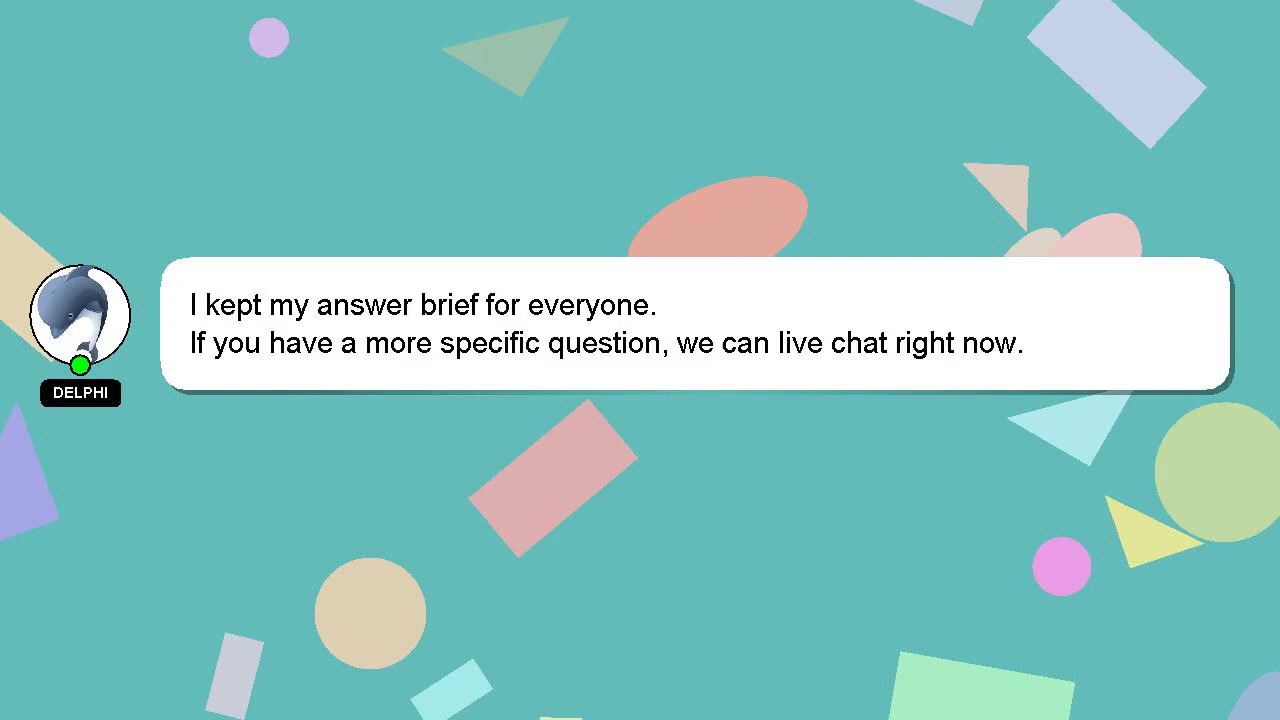 I kept my answer brief for everyone.
If you have a more specific question, we can live chat right now.
DELPHI